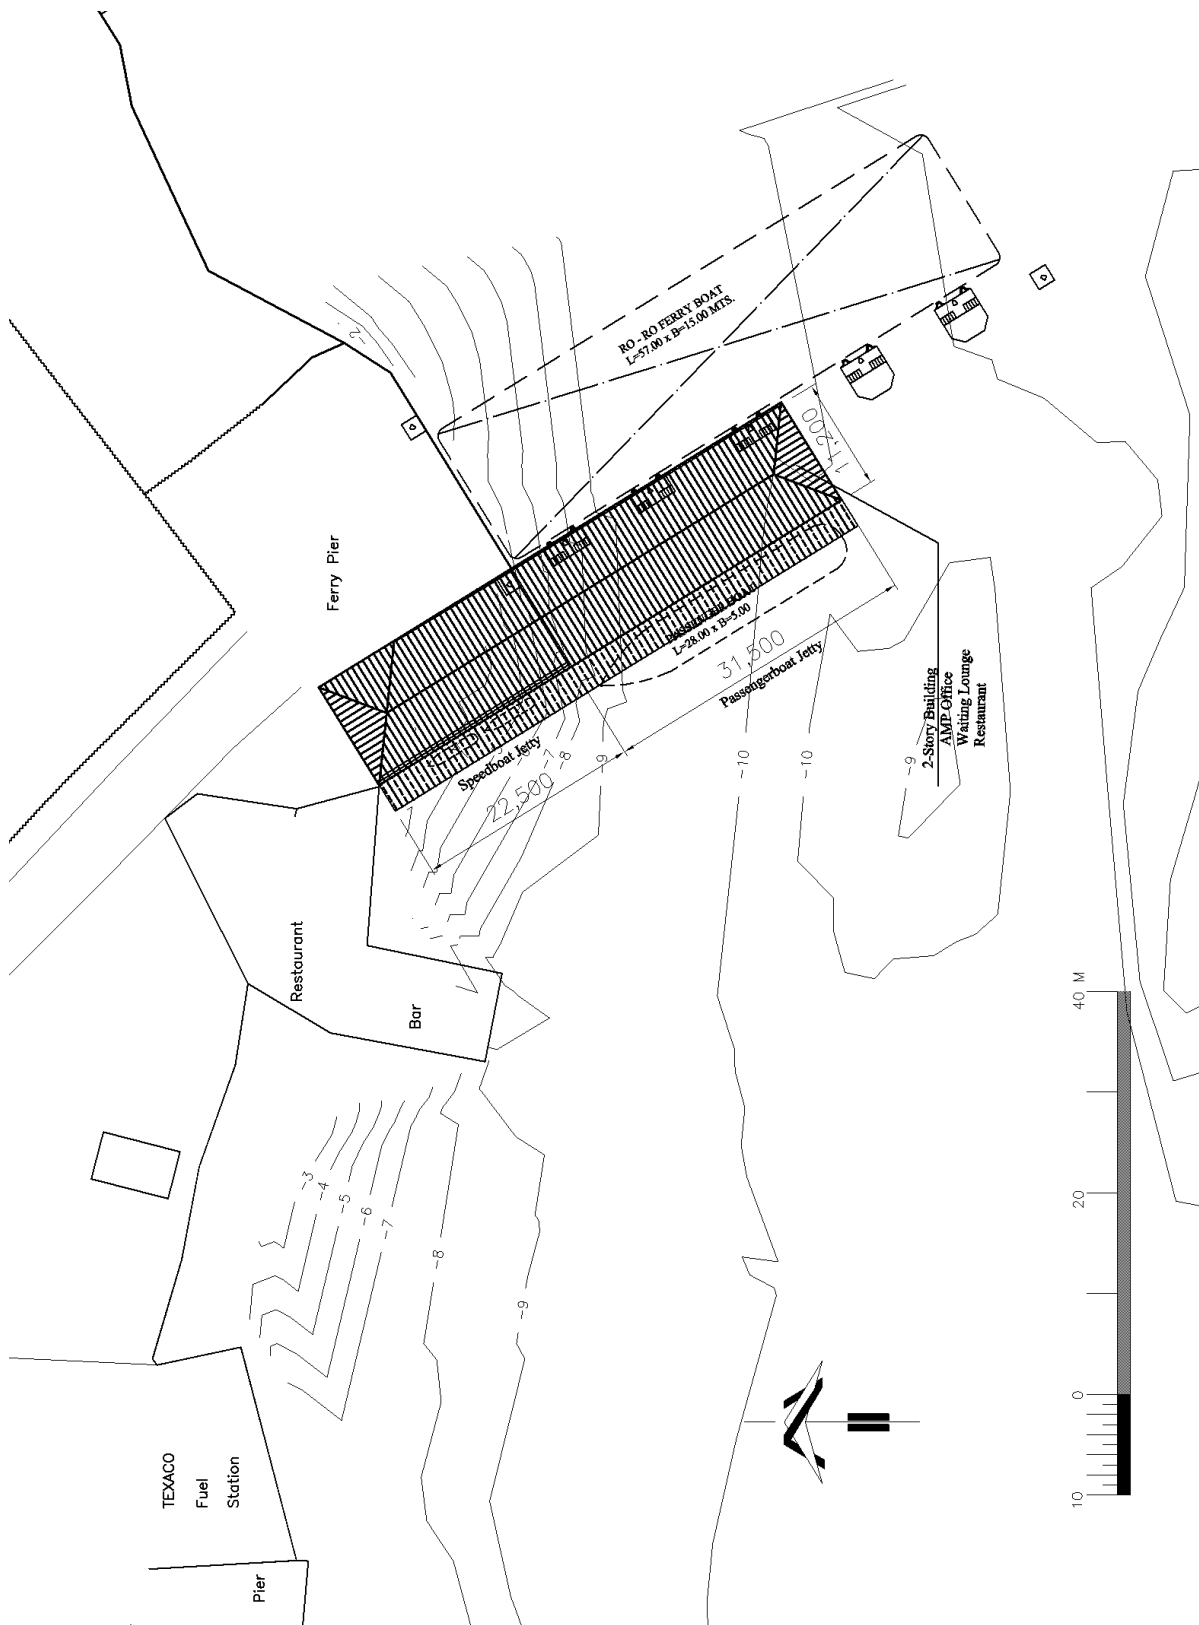 -2
RO - RO FERRY BOAT
L=57.00 x B=15.00 MTS.
11,200
Ferry Pier
L=28.00 x B=5.00
31,500
Passengerboat Jetty
2-Story Building
AMP Office
Waiting Lounge
Restaurant
Speedboat Jetty
22,500
-7
-8
-9
-10
-10
-9
Restaurant
Bar
-3
-4
-5
-6
-7
-8
-9
TEXACO
Fuel
Station
Pier
10
0
20
40 M